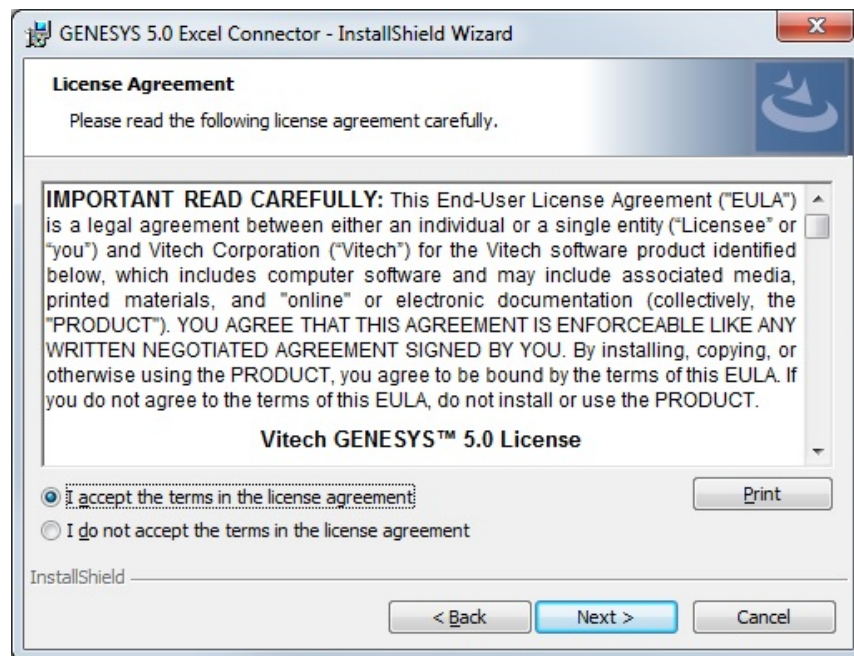 GENESYS 5.0 Excel Connector - InstallShield Wizard
x
License Agreement
Please read the following license agreement carefully.
IMPORTANT READ CAREFULLY: This End-User License Agreement ("EULA")
is a legal agreement between either an individual or a single entity (“Licensee” or
“you”) and Vitech Corporation (“Vitech”) for the Vitech software product identified
below, which includes computer software and may include associated media,
printed materials, and "online" or electronic documentation (collectively, the
"PRODUCT"). YOU AGREE THAT THIS AGREEMENT IS ENFORCEABLE LIKE ANY
WRITTEN NEGOTIATED AGREEMENT SIGNED BY YOU. By installing, copying, or
otherwise using the PRODUCT, you agree to be bound by the terms of this EULA. If
you do not agree to the terms of this EULA, do not install or use the PRODUCT.
Vitech GENESYS™ 5.0 License
I accept the terms in the license agreement
Print
I do not accept the terms in the license agreement
InstallShield
< Back
Next >
Cancel